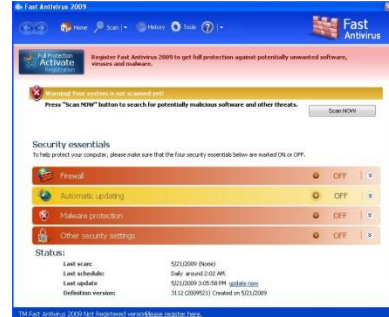 Fast Antivirus 2009
Home Scan History Tools
Fast
Antivirus
Full Protection
Activate
Registration
Register Fast Antivirus 2009 to get full protection against potentially unwanted software,
viruses and malware.
Warning! Your system is not scanned yet!
Press "Scan NOW" button to search for potentially malicious software and other threats.
Scan NOW
Security essentials
To help protect your computer, please make sure that the four security essentials below are marked ON or OFF.
Firewall OFF
Automatic updating OFF
Malware protection OFF
Other security settings OFF
Status:
Last scan: 5/21/2009 (None)
Last schedule: Daily around 2:02 AM.
Last update 5/21/2009 3:05:58 PM update now
Definition version: 3112 (2009521) Created on 5/21/2009
TM Fast Antivirus 2009 Not Registered version Please register here.